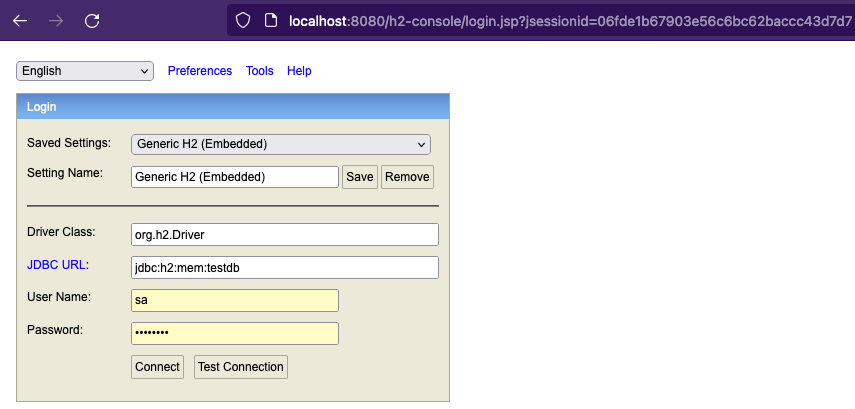 localhost:8080/h2-console/login.jsp?jsessionid=06fde1b67903e56c6bc62baccc43d7d7
English Preferences Tools Help
Login
Saved Settings: Generic H2 (Embedded)
Setting Name: Generic H2 (Embedded) Save Remove
Driver Class: org.h2.Driver
JDBC URL: jdbc:h2:mem:testdb
User Name: sa
Password: ••••••••
Connect Test Connection